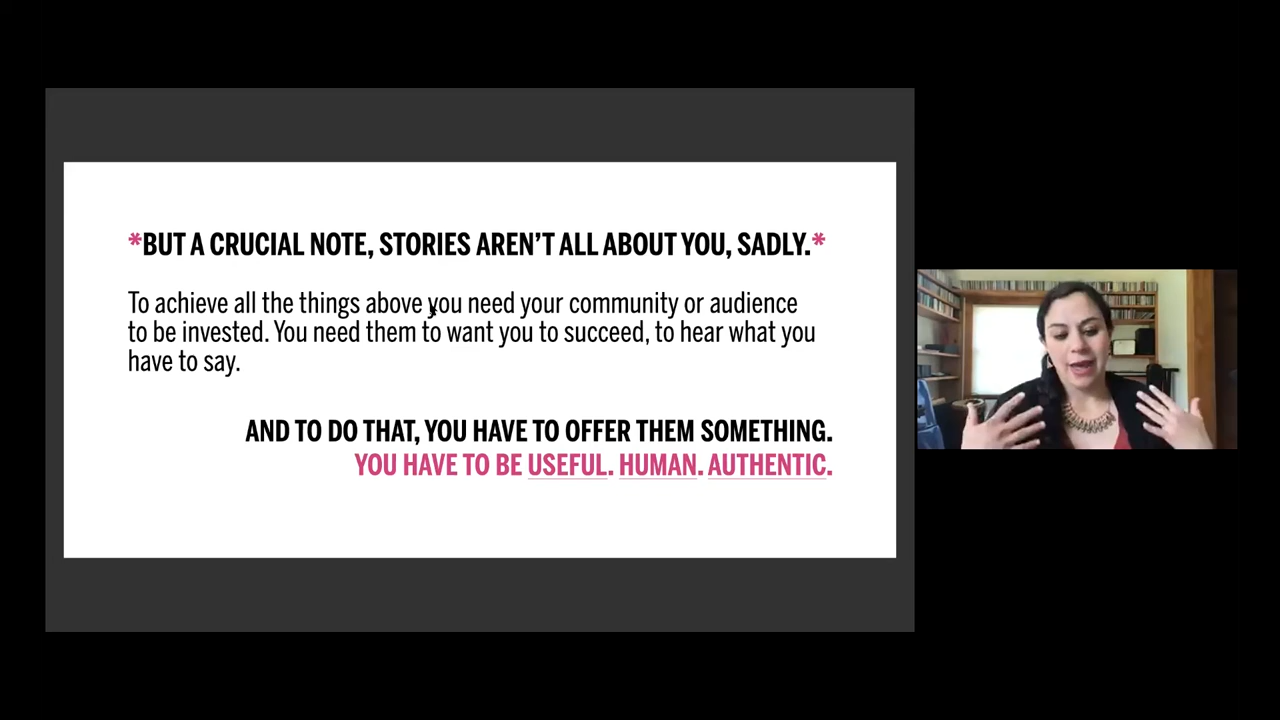 *BUT A CRUCIAL NOTE, STORIES AREN’T ALL ABOUT YOU, SADLY.*
To achieve all the things above you need your community or audience
to be invested. You need them to want you to succeed, to hear what you
have to say.
AND TO DO THAT, YOU HAVE TO OFFER THEM SOMETHING.
YOU HAVE TO BE USEFUL. HUMAN. AUTHENTIC.